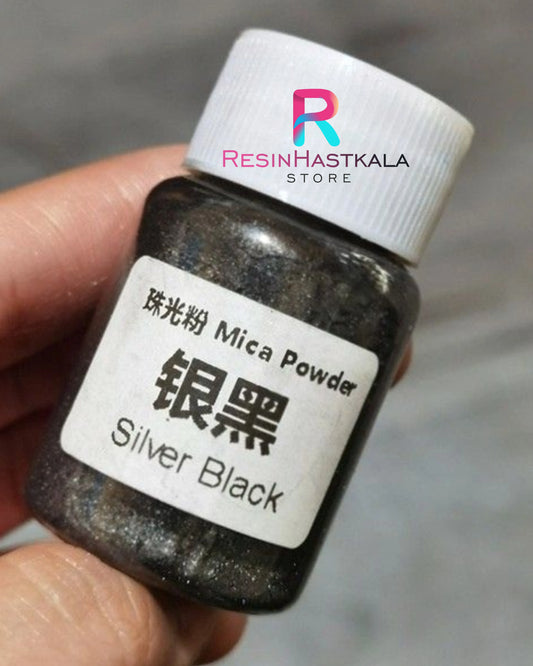 R
RESINHASTKALA
STORE
珠光粉 Mica Powder
银黑
Silver Black